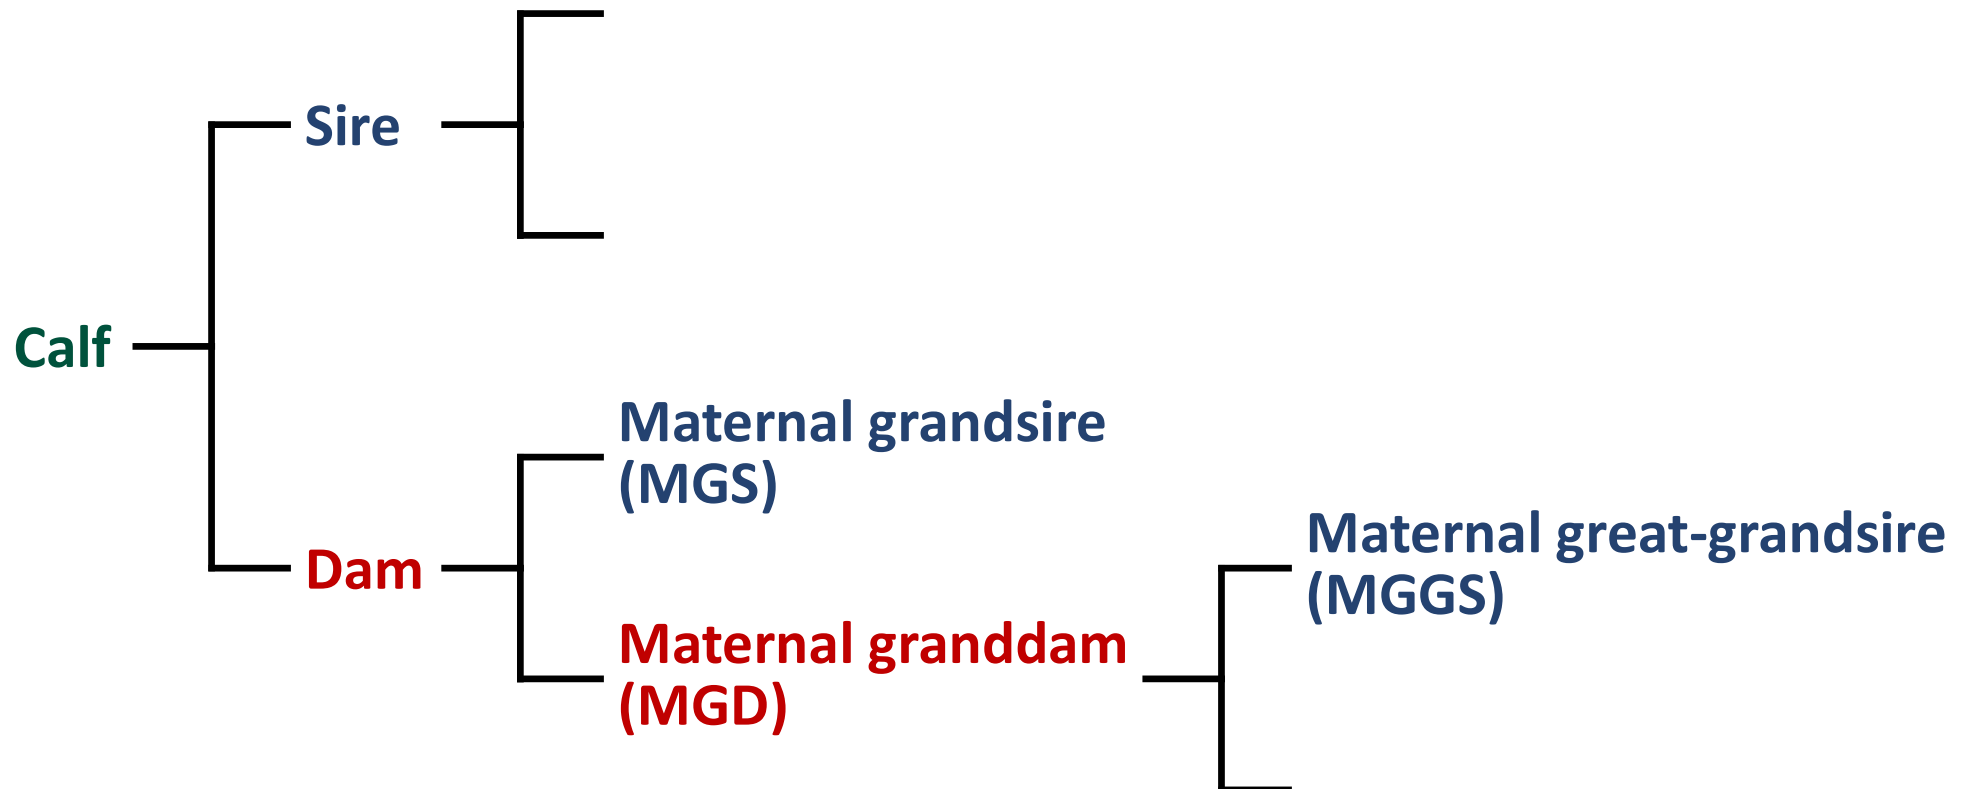 Sire
Calf
Maternal grandsire
(MGS)
Dam
Maternal great-grandsire
(MGGS)
Maternal granddam
(MGD)